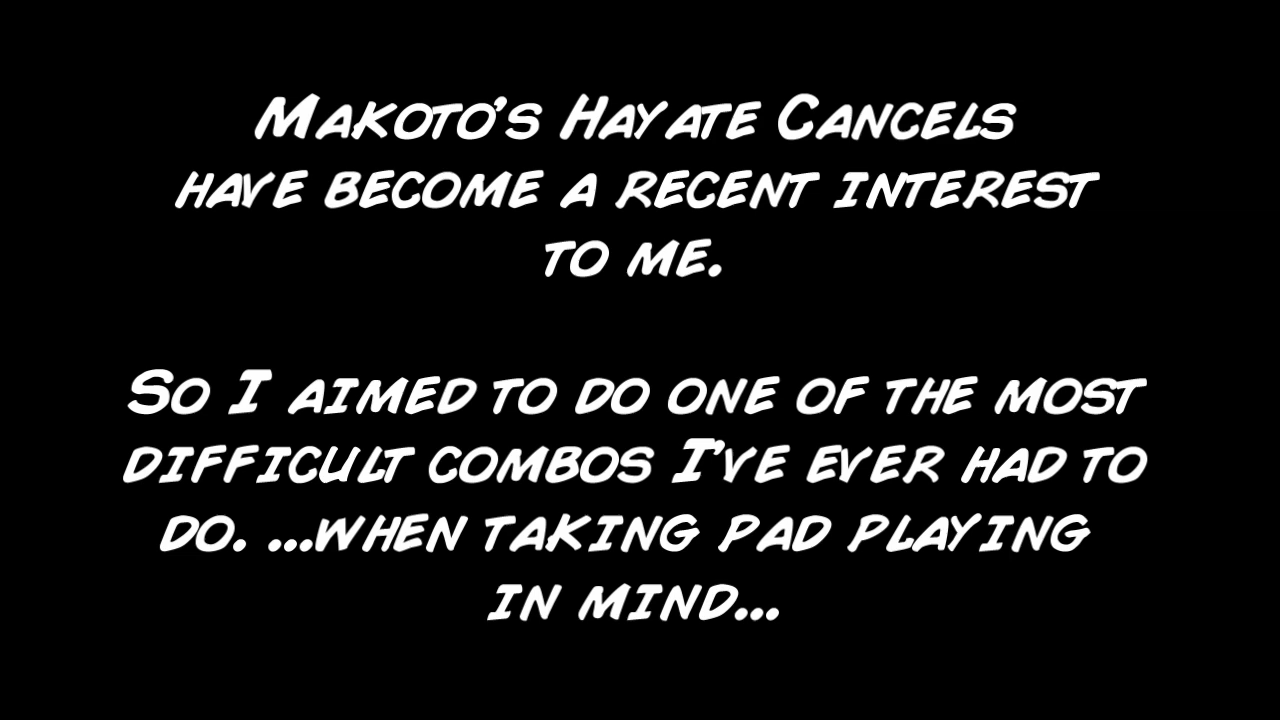 Makoto's Hayate Cancels
have become a recent interest
to me.
So I aimed to do one of the most
difficult combos I've ever had to
do. ...when taking pad playing
in mind...